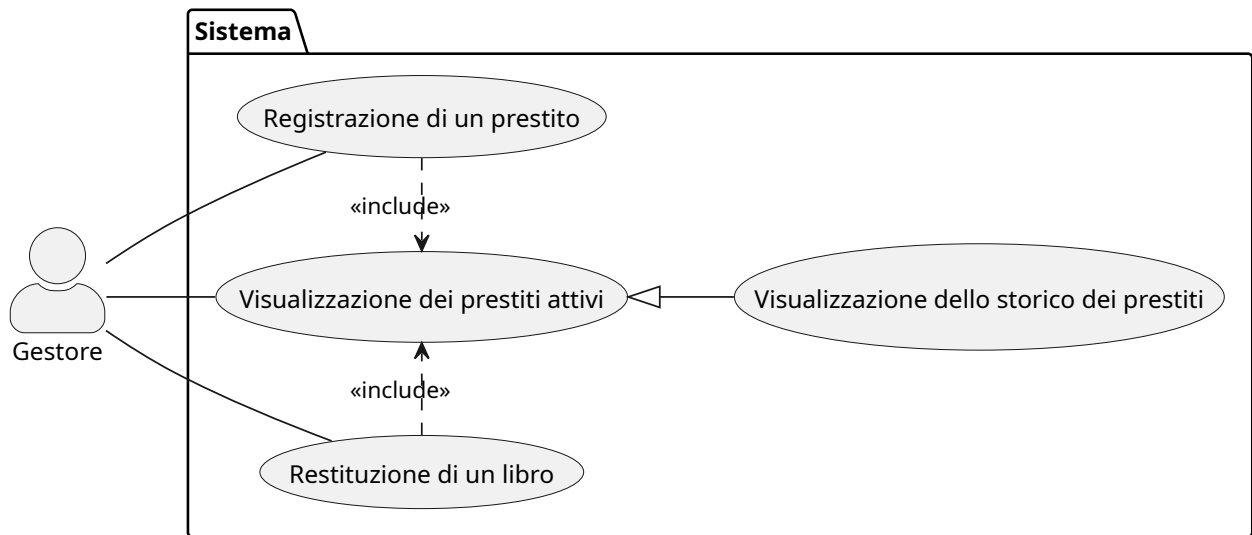 Sistema
Registrazione di un prestito
«include»
Visualizzazione dei prestiti attivi
Visualizzazione dello storico dei prestiti
Gestore
«include»
Restituzione di un libro